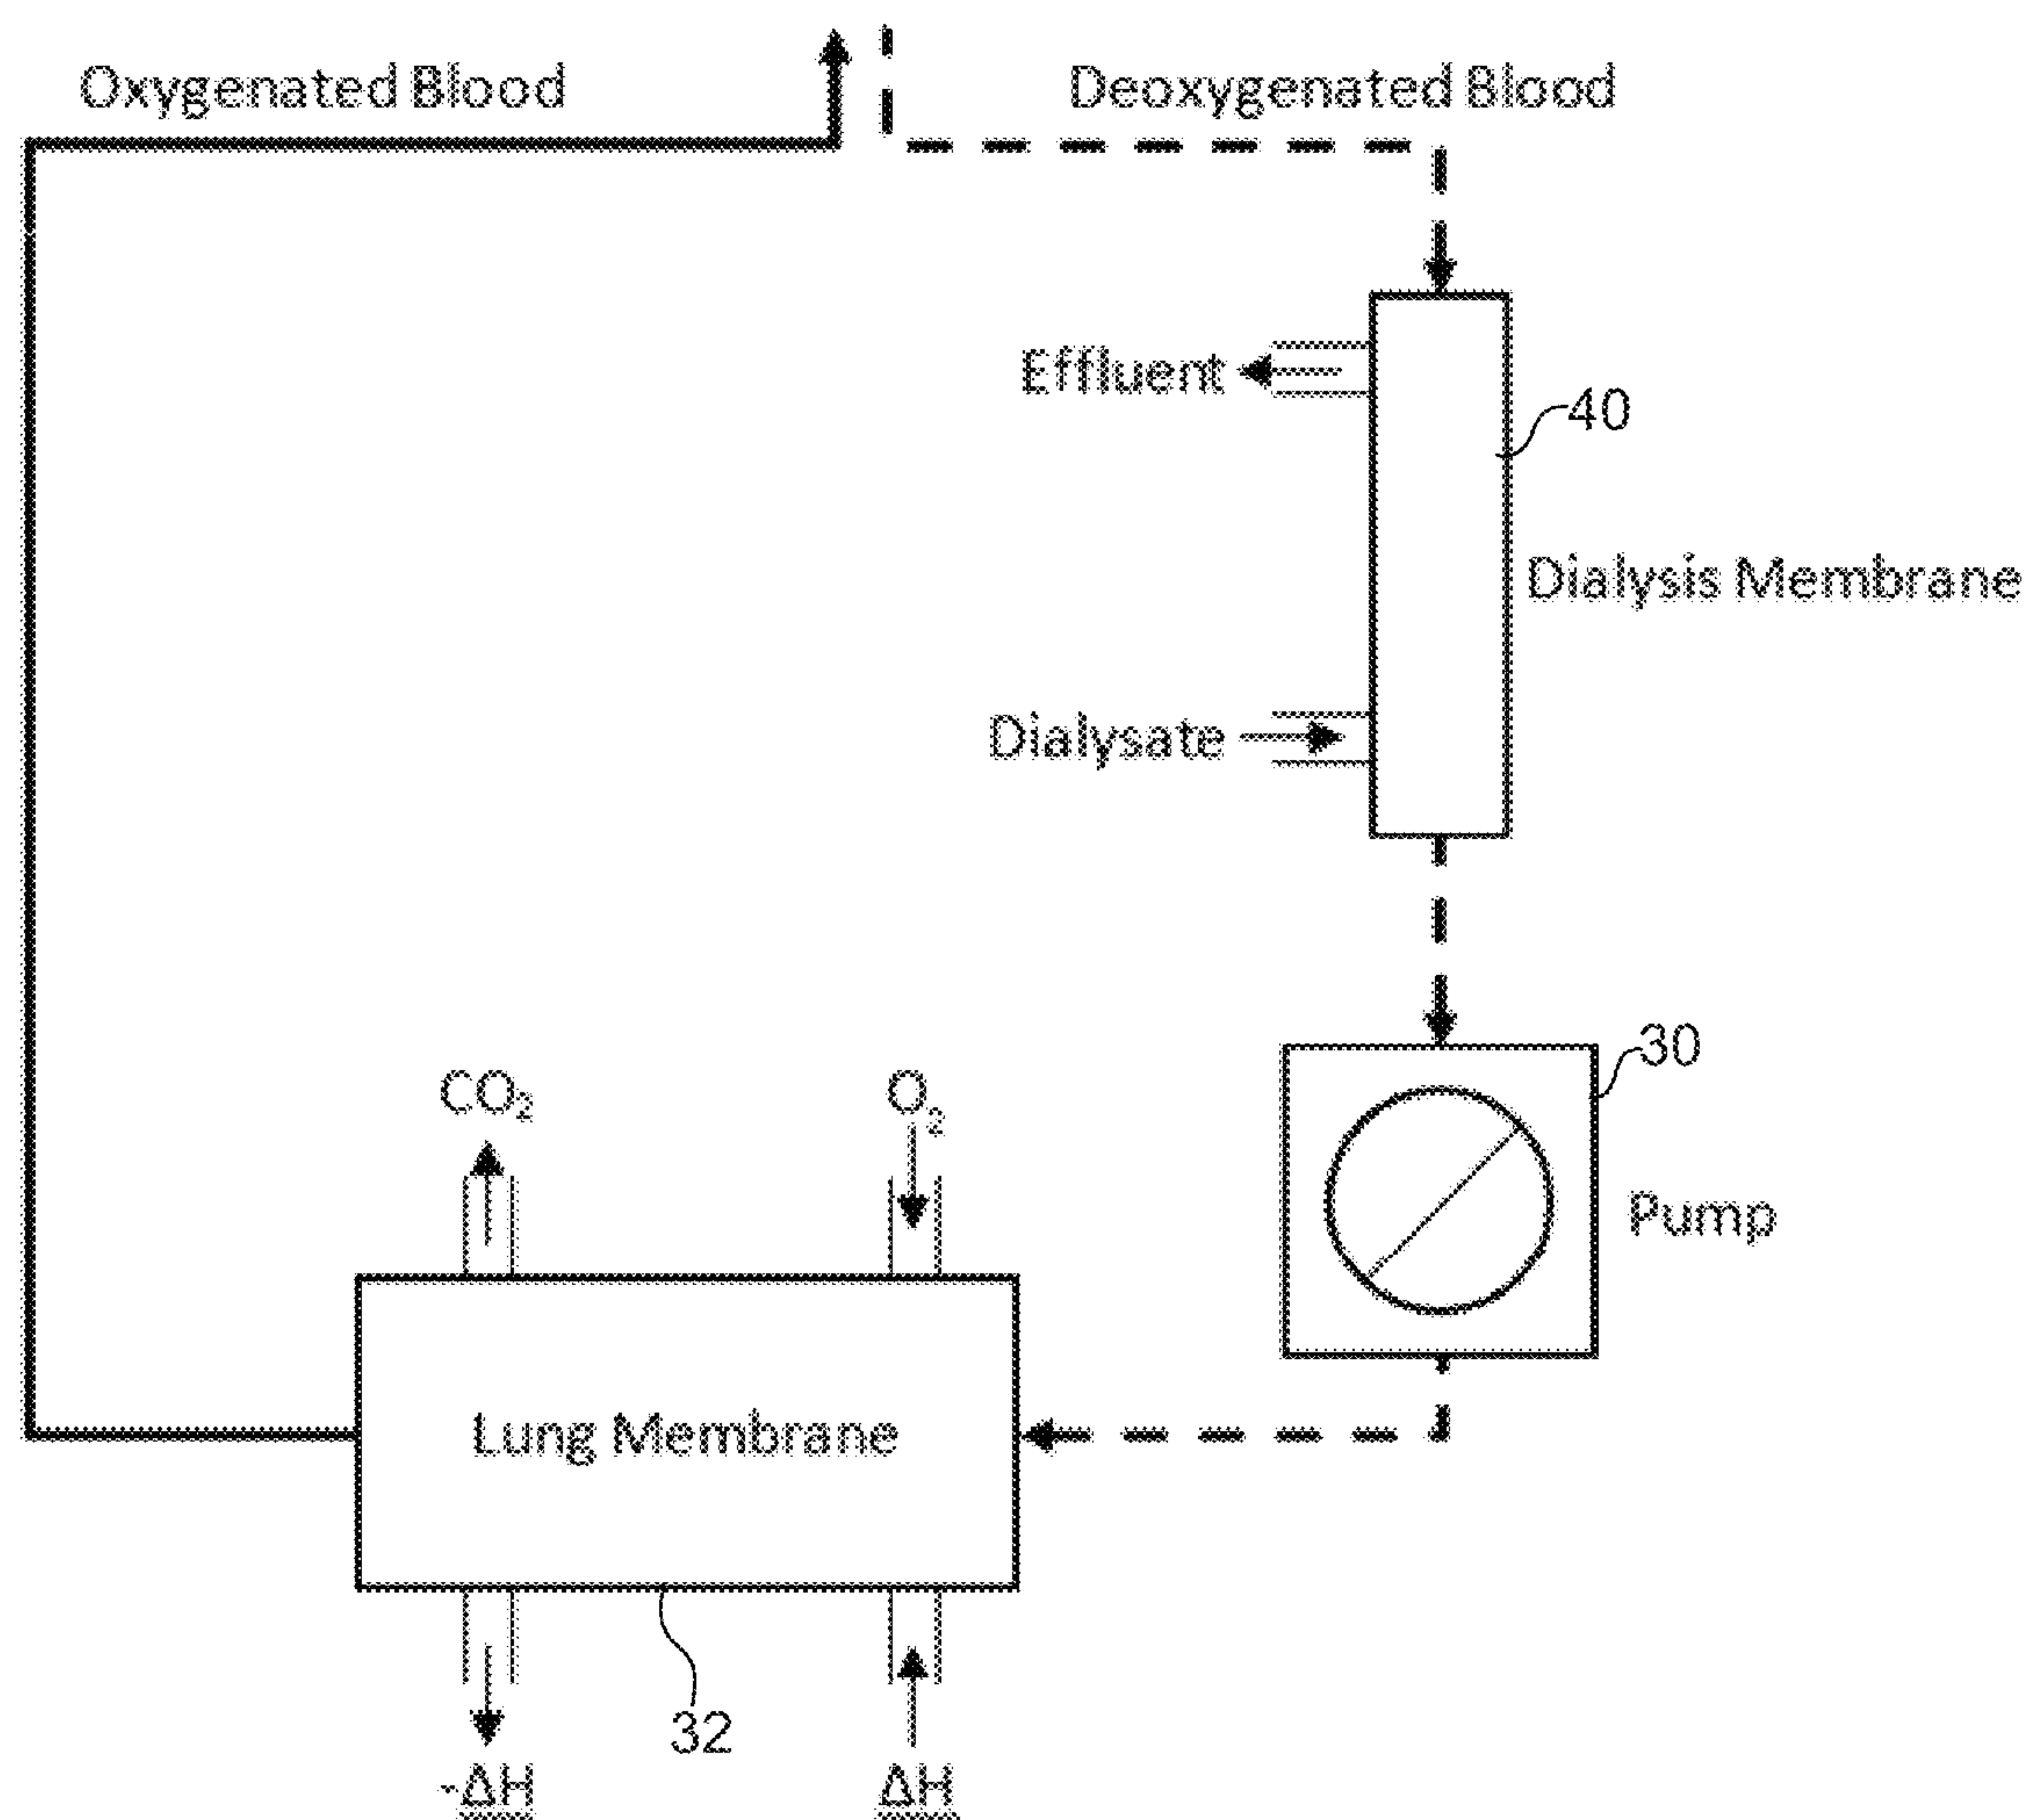 Oxygenated Blood
Deoxygenated Blood
Effluent
40
Dialysis Membrane
Dialysate
30
CO₂
O₂
Pump
Lung Membrane
32
-ΔH
ΔH